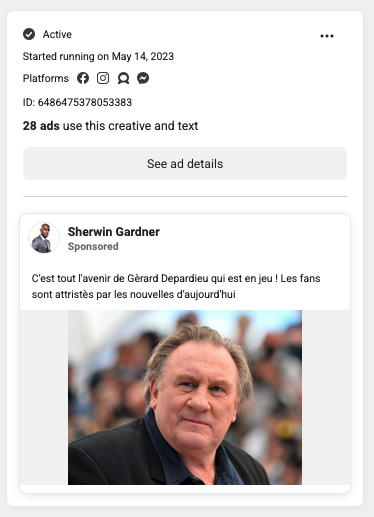 Active
Started running on May 14, 2023
Platforms
ID: 6486475378053383
28 ads use this creative and text
See ad details
Sherwin Gardner
Sponsored
C'est tout l'avenir de Gèrard Depardieu qui est en jeu ! Les fans
sont attristès par les nouvelles d'aujourd'hui